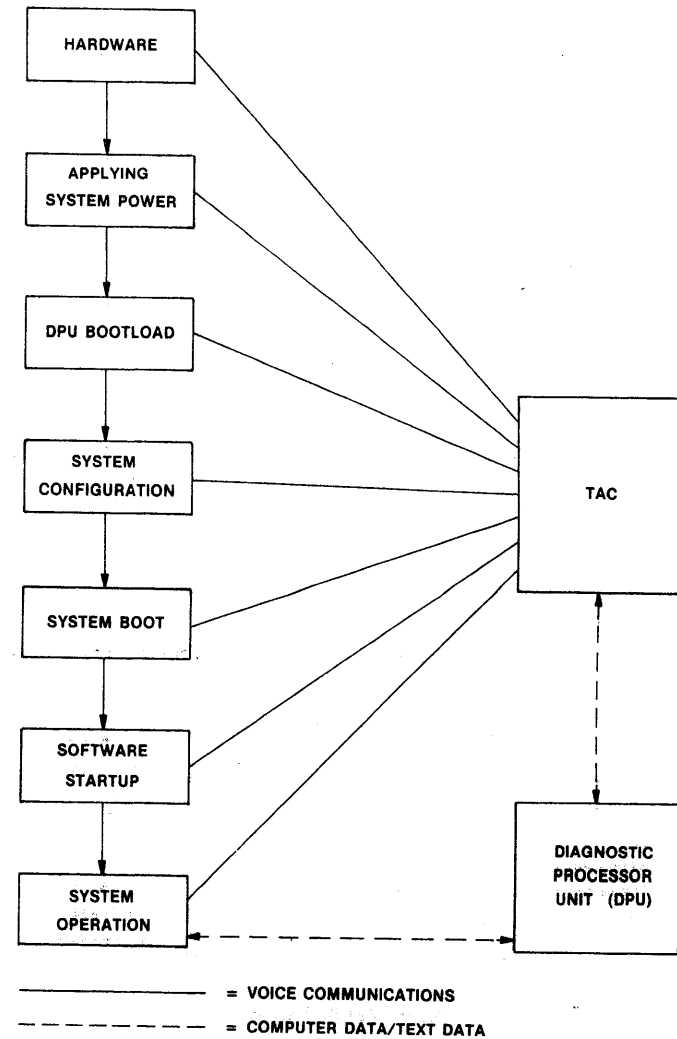 HARDWARE
APPLYING
SYSTEM POWER
DPU BOOTLOAD
SYSTEM
CONFIGURATION
TAC
SYSTEM BOOT
SOFTWARE
STARTUP
DIAGNOSTIC
PROCESSOR
UNIT (DPU)
SYSTEM
OPERATION
= VOICE COMMUNICATIONS
= COMPUTER DATA/TEXT DATA